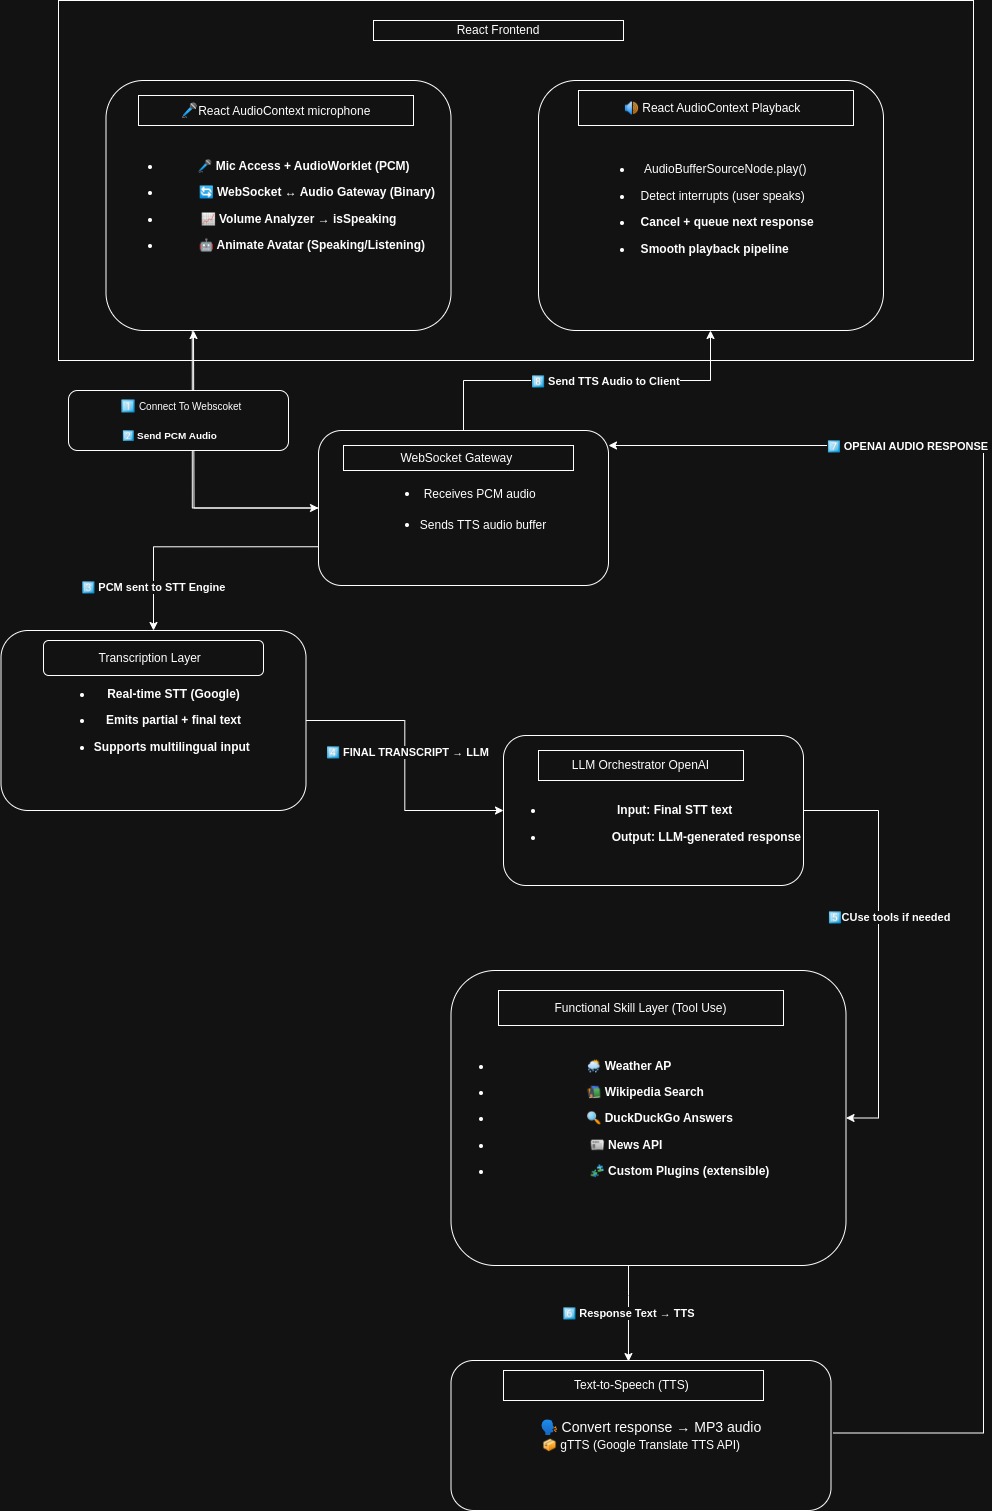 React Frontend
🎤React AudioContext microphone
🎤 Mic Access + AudioWorklet (PCM)
🔄 WebSocket ↔ Audio Gateway (Binary)
📈 Volume Analyzer → isSpeaking
🤖 Animate Avatar (Speaking/Listening)
🔊 React AudioContext Playback
AudioBufferSourceNode.play()
Detect interrupts (user speaks)
Cancel + queue next response
Smooth playback pipeline
1️⃣ Connect To Webscoket
2️⃣ Send PCM Audio
8️⃣ Send TTS Audio to Client
WebSocket Gateway
Receives PCM audio
Sends TTS audio buffer
7️⃣ OPENAI AUDIO RESPONSE
3️⃣ PCM sent to STT Engine
Transcription Layer
Real-time STT (Google)
Emits partial + final text
Supports multilingual input
4️⃣ FINAL TRANSCRIPT → LLM
LLM Orchestrator OpenAI
Input: Final STT text
Output: LLM-generated response
5️⃣CUse tools if needed
Functional Skill Layer (Tool Use)
🌦️ Weather AP
📚 Wikipedia Search
🔍 DuckDuckGo Answers
📰 News API
🧩 Custom Plugins (extensible)
6️⃣ Response Text → TTS
Text-to-Speech (TTS)
🗣️ Convert response → MP3 audio
📦 gTTS (Google Translate TTS API)